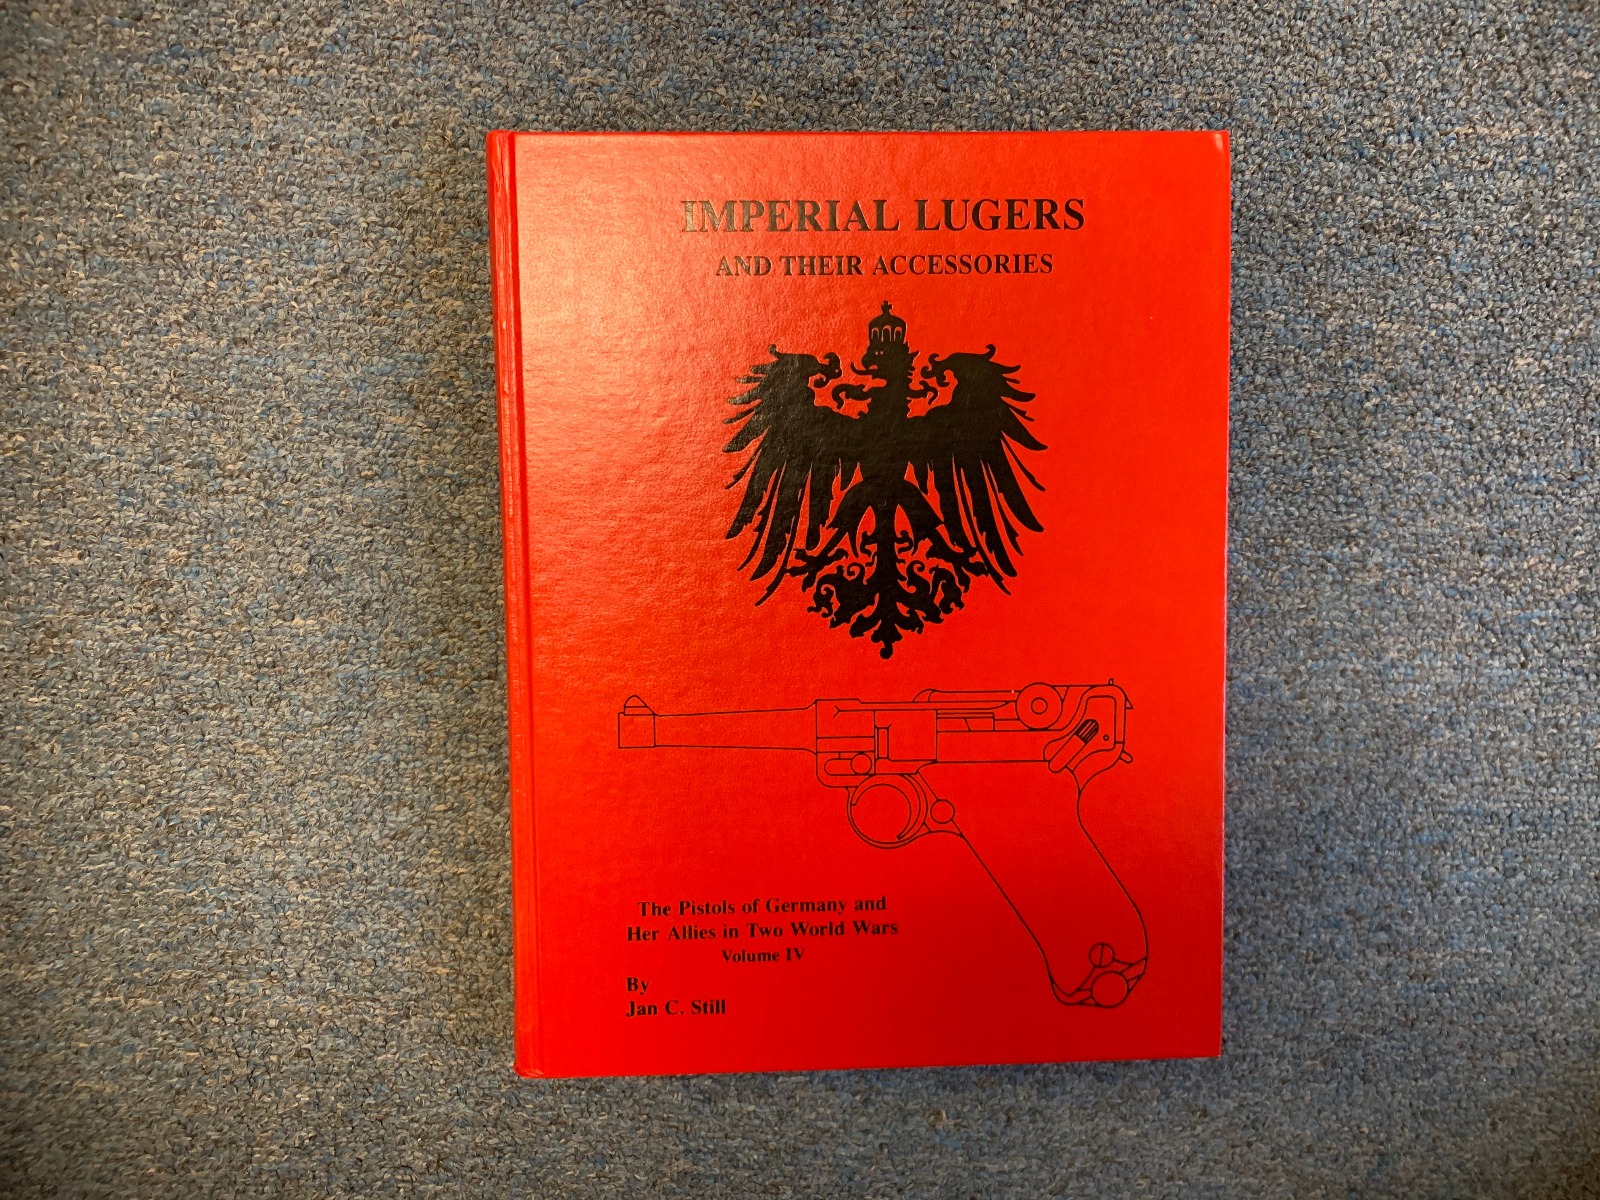 IMPERIAL LUGERS
AND THEIR ACCESSORIES
The Pistols of Germany and
Her Allies in Two World Wars
Volume IV
By
Jan C. Still